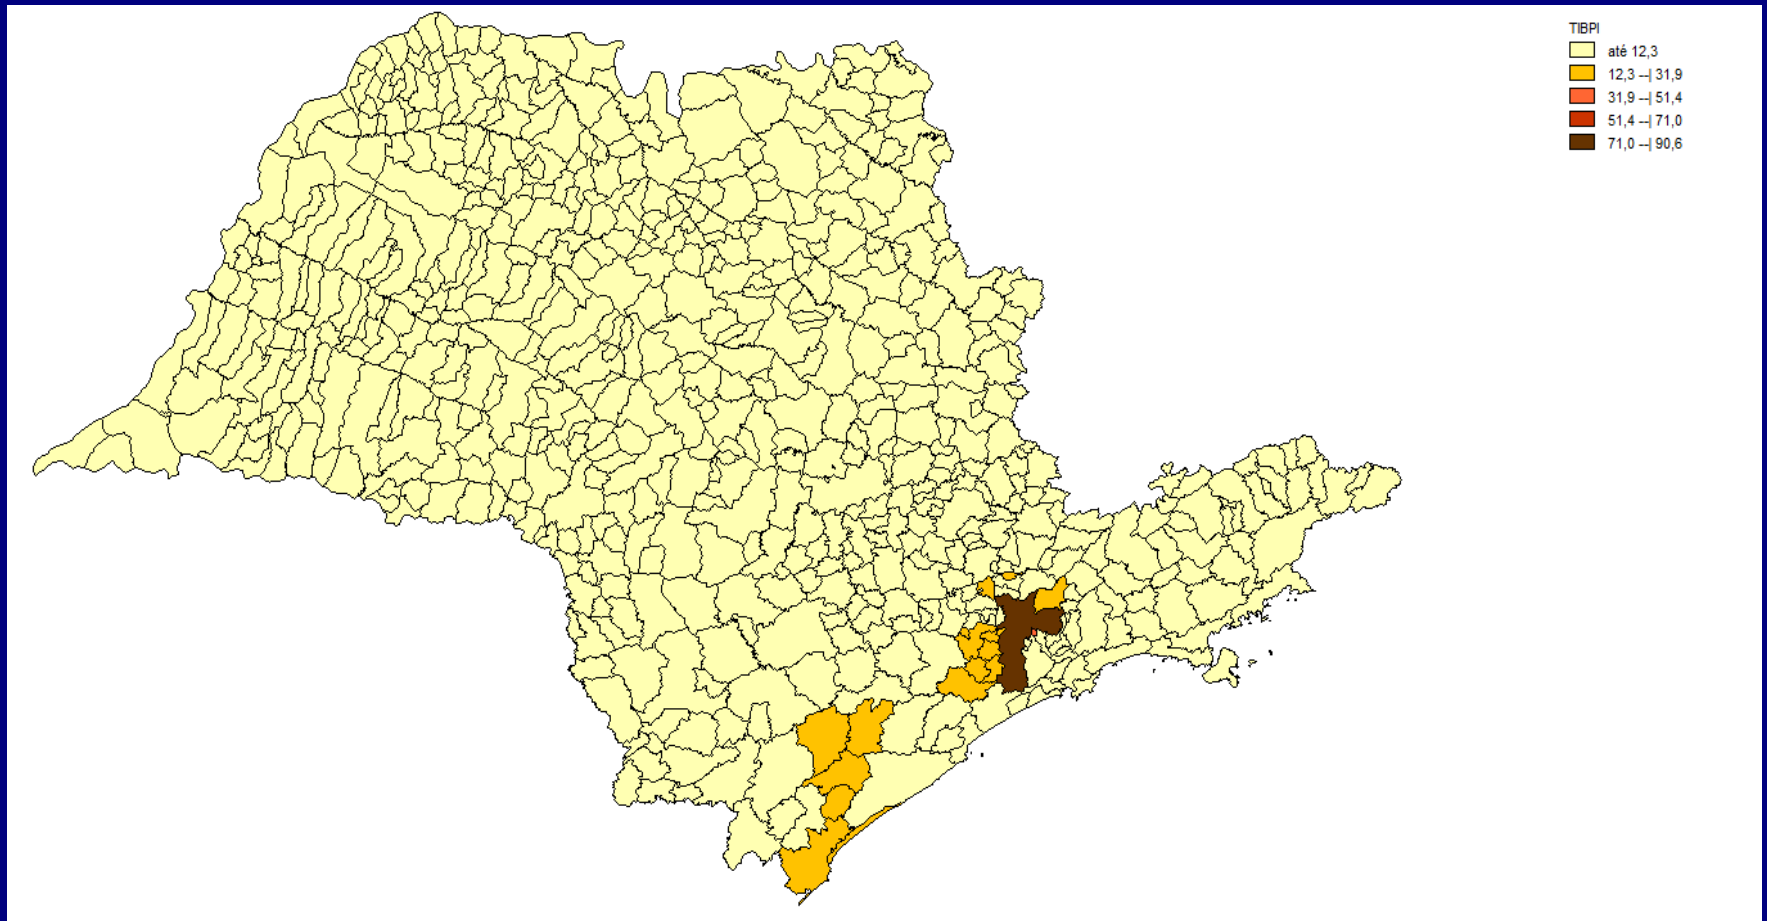 TIBPI
até 12,3
12,3 --| 31,9
31,9 --| 51,4
51,4 --| 71,0
71,0 --| 90,6